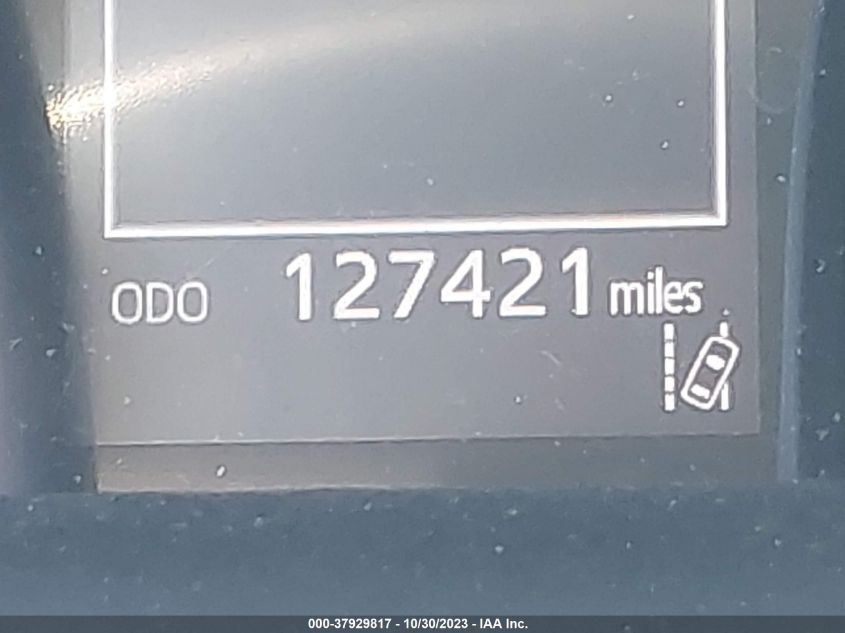 ODO 127421 miles
000-37929817 - 10/30/2023 - IAA Inc.